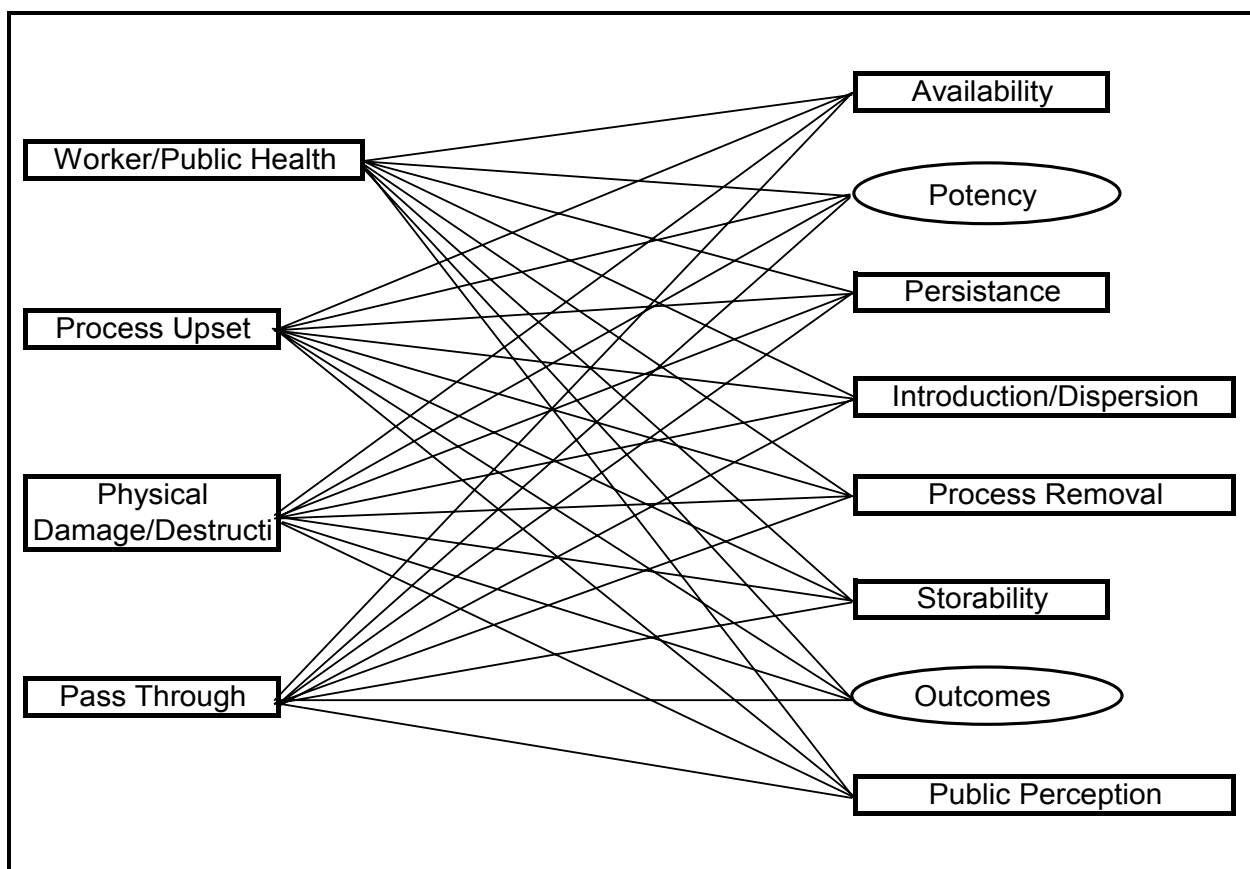 Worker/Public Health
Process Upset
Physical
Damage/Destructi
Pass Through
Availability
Potency
Persistance
Introduction/Dispersion
Process Removal
Storability
Outcomes
Public Perception